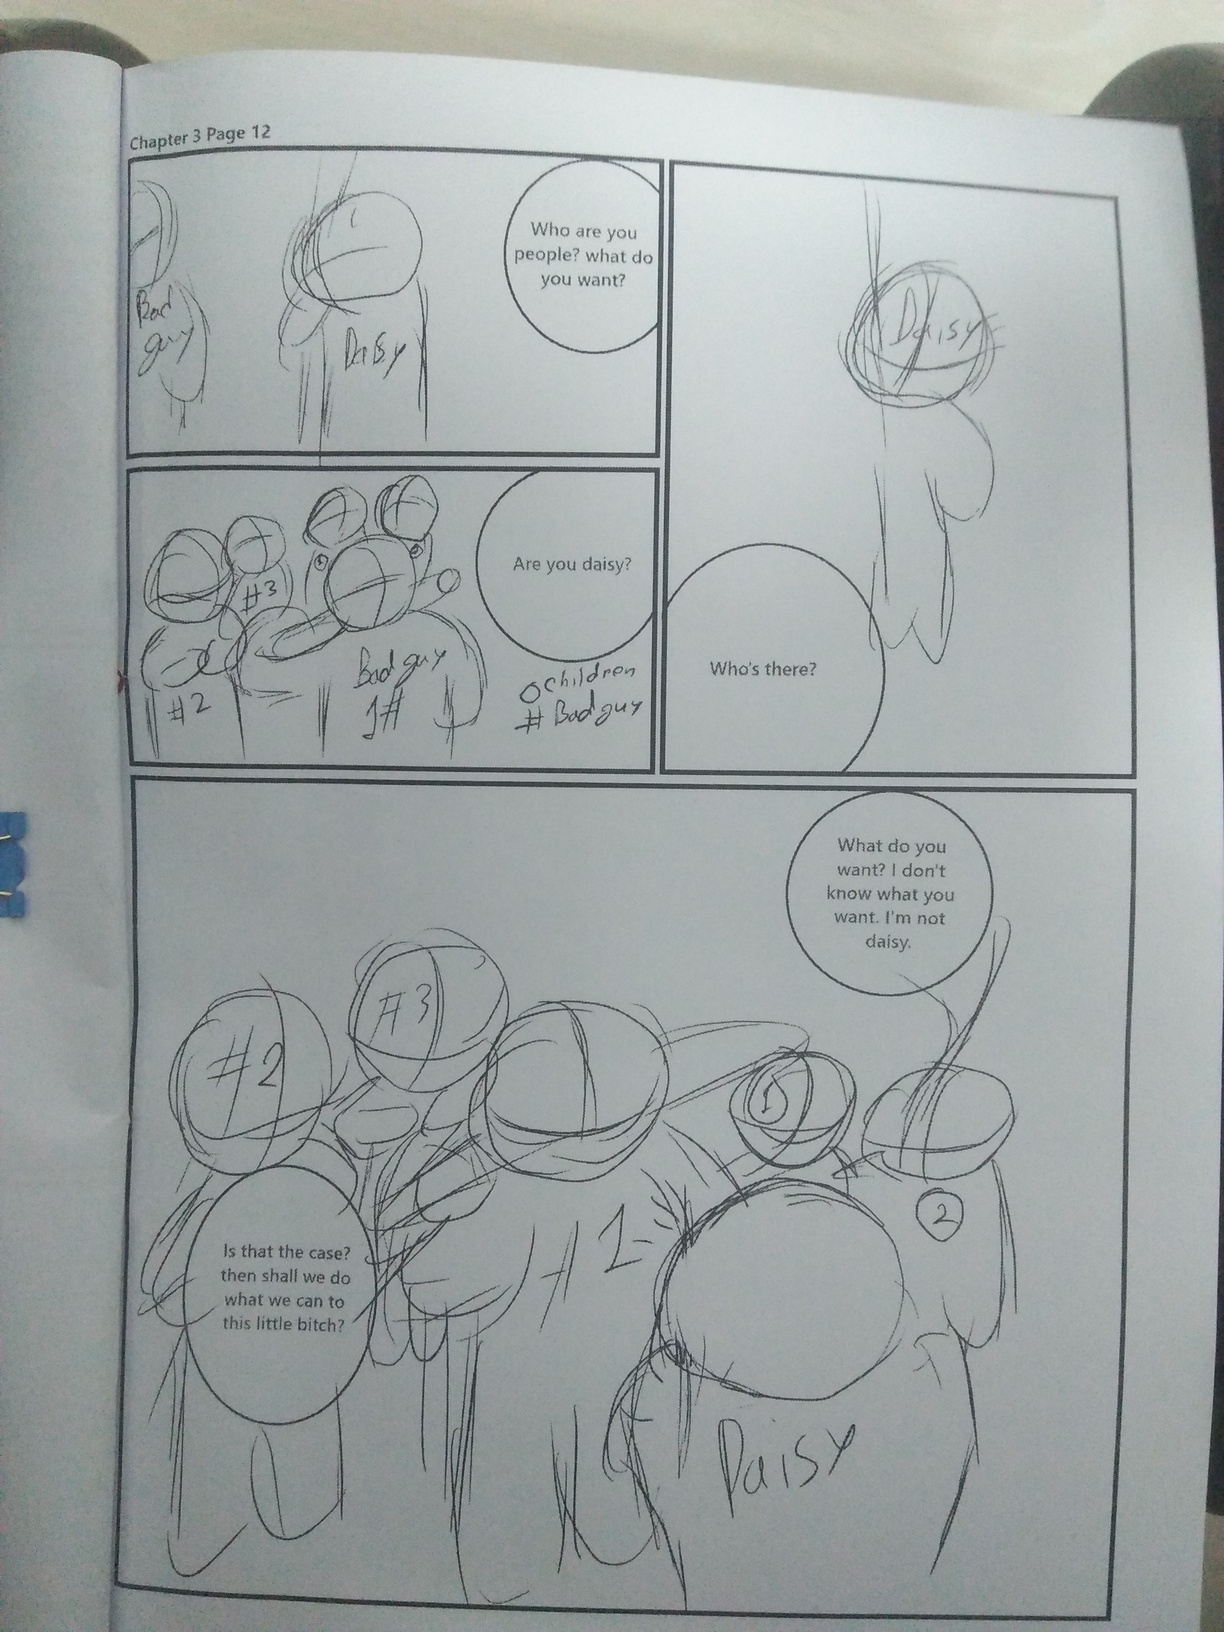 Chapter 3 Page 12
Who's there?
Daisy
Who are you
people? what do
you want?
Bad
guy
Daisy
Are you daisy?
#3
#2
Bad guy
1#
O children
# Bad guy
What do you
want? I don't
know what you
want. I'm not
daisy.
#2
#3
1
2
# 1
Is that the case?
then shall we do
what we can to
this little bitch?
Daisy